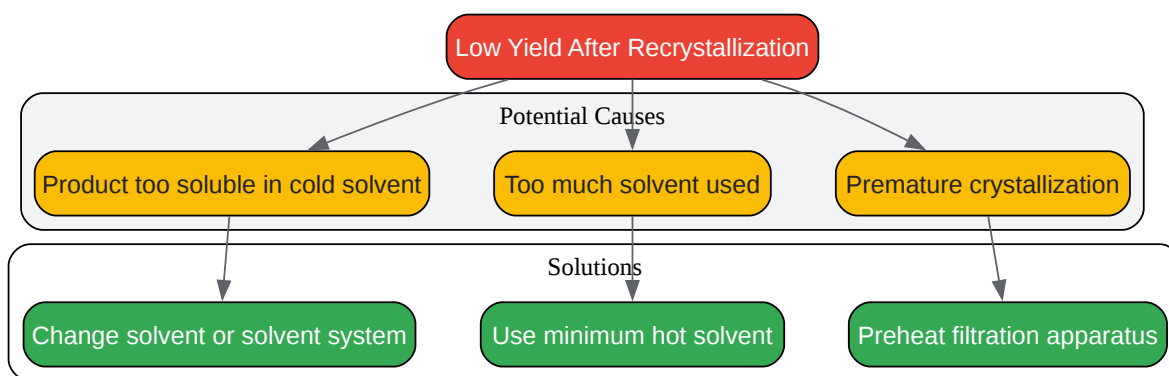 Low Yield After Recrystallization
Potential Causes
Product too soluble in cold solvent
Too much solvent used
Premature crystallization
Solutions
Change solvent or solvent system
Use minimum hot solvent
Preheat filtration apparatus